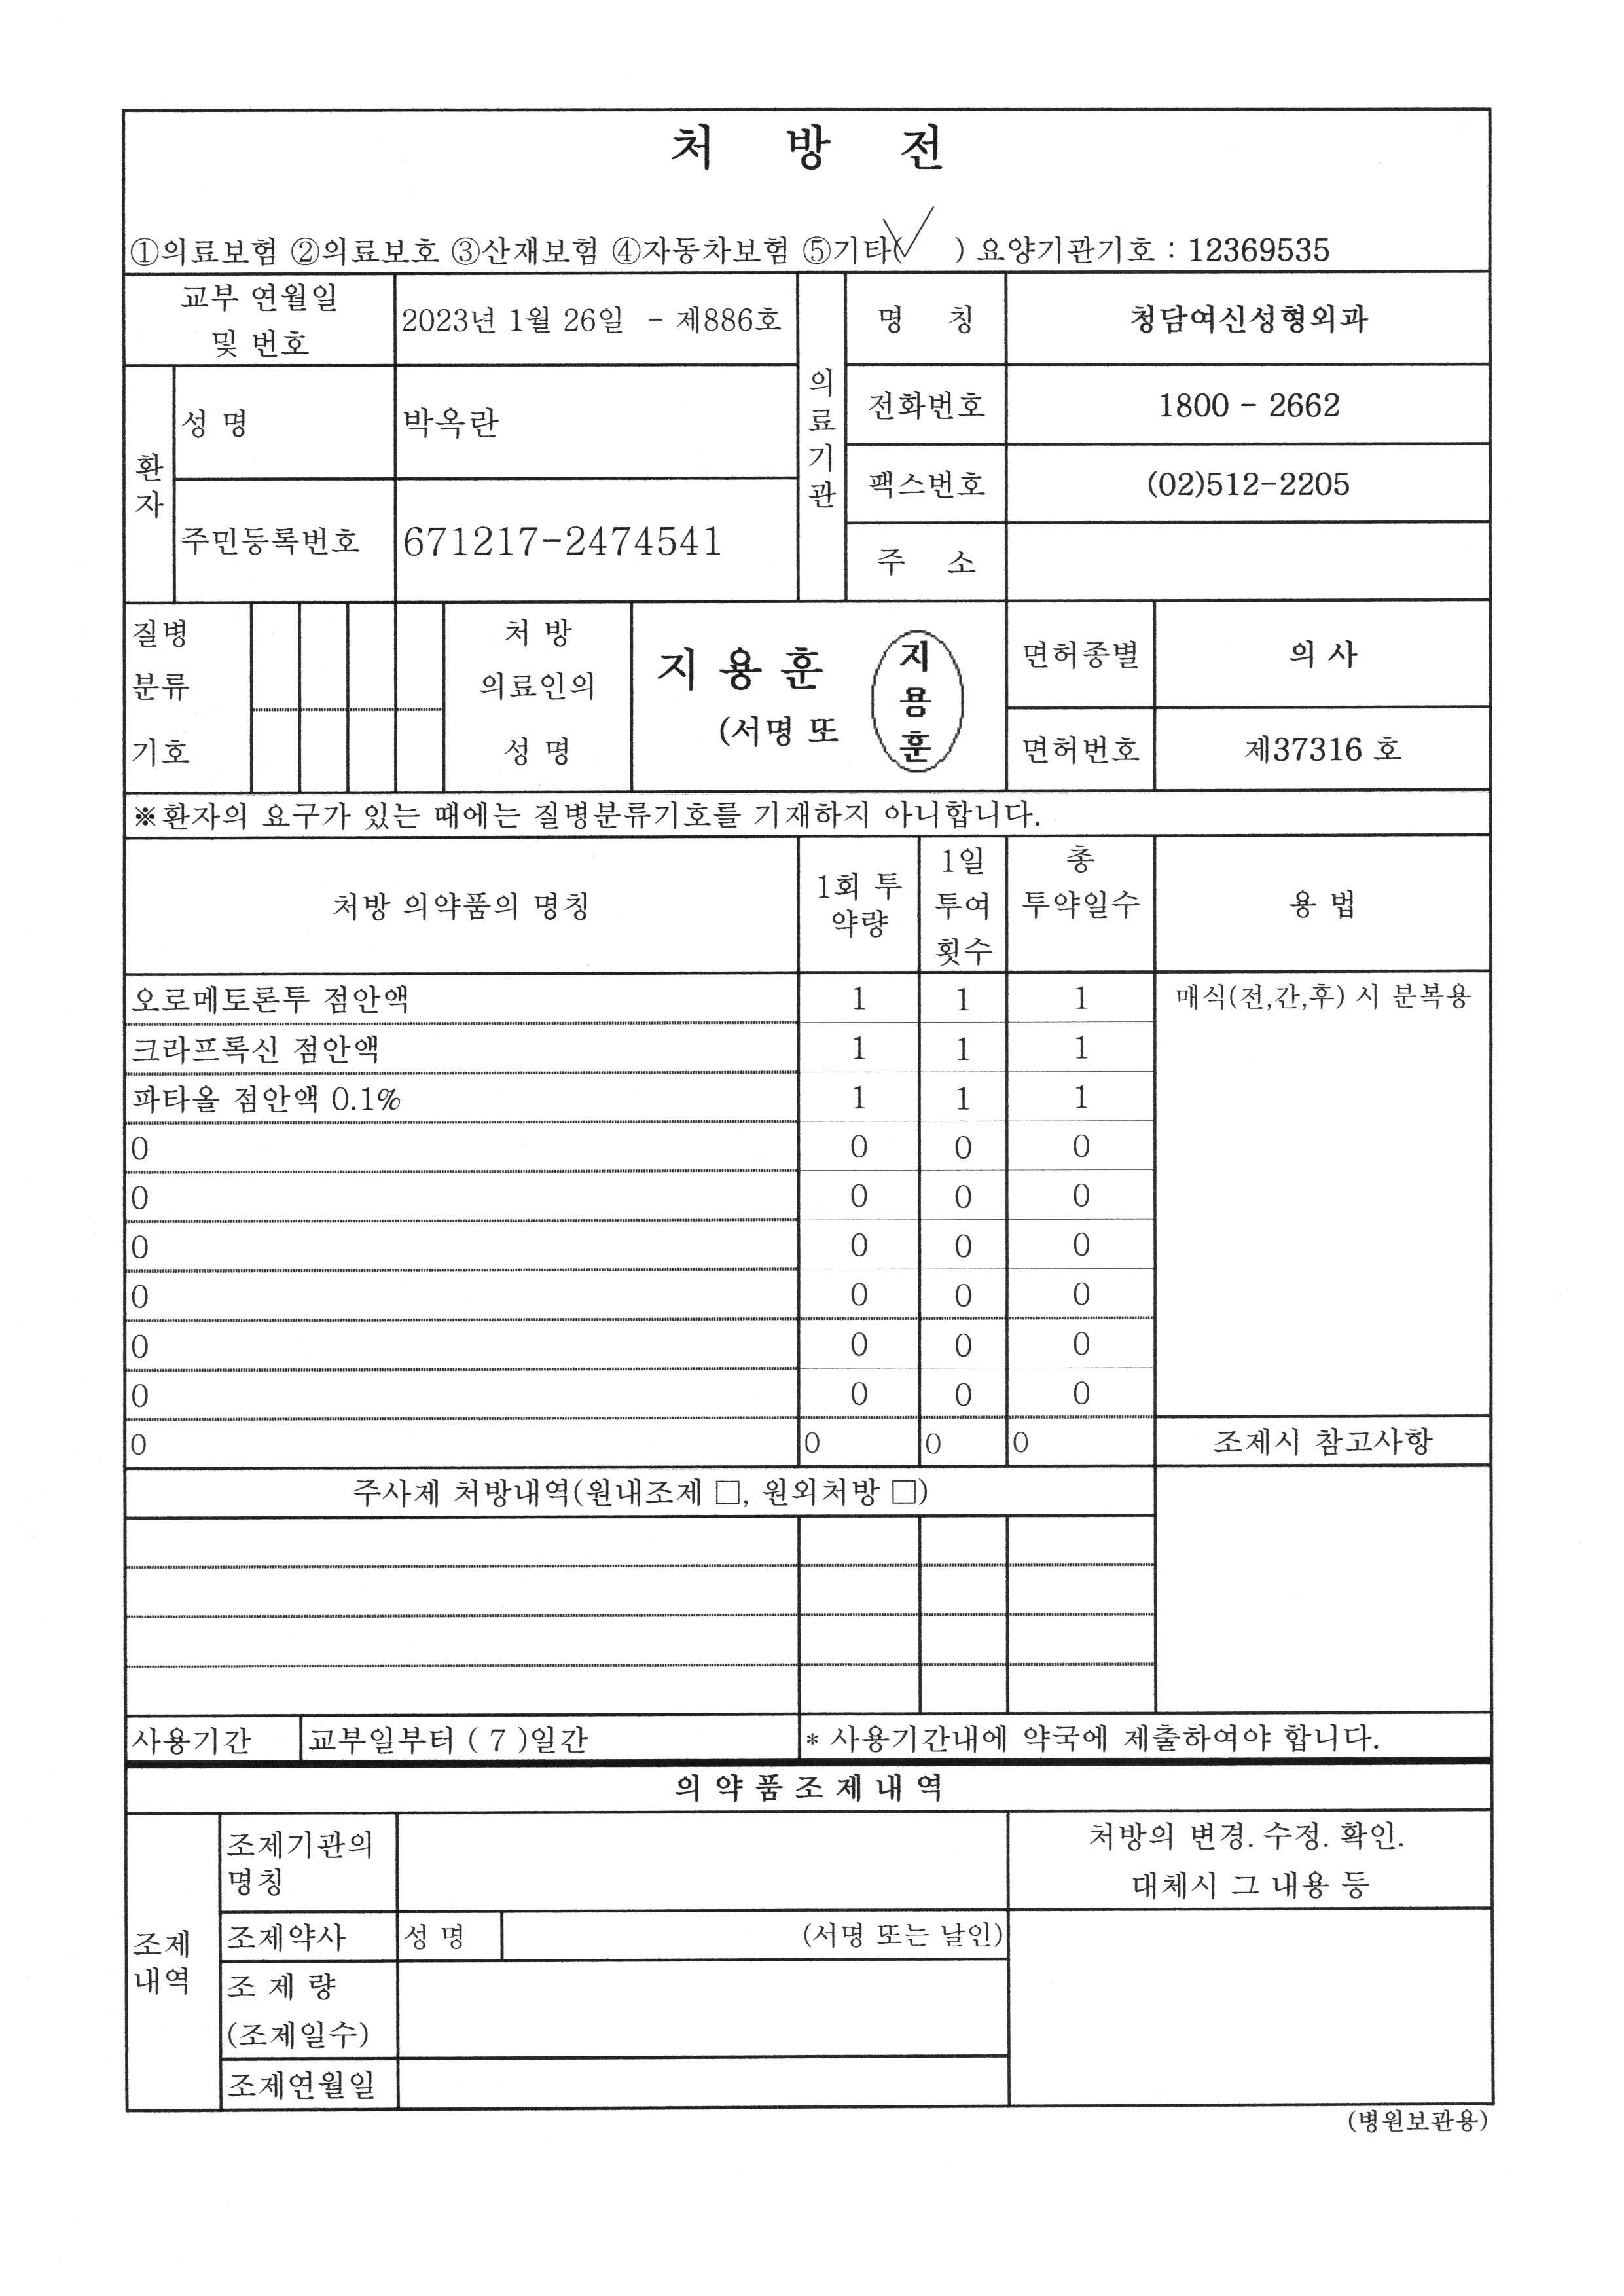 처 방 전
①의료보험 ②의료보호 ③산재보험 ④자동차보험 ⑤기타( ) 요양기관기호 : 12369535
교부 연월일
및 번호
2023년 1월 26일 - 제886호
환자
성 명
박옥란
주민등록번호
671217-2474541
의료기관
명 칭
청담여신성형외과
전화번호
1800 - 2662
팩스번호
(02)512-2205
주 소
질병
분류
기호
처 방
의료인의
성 명
지 용 훈
(서명 또
지
용
훈
면허종별
의 사
면허번호
제37316 호
※환자의 요구가 있는 때에는 질병분류기호를 기재하지 아니합니다.
처방 의약품의 명칭
1회 투
약량
1일
투여
횟수
총
투약일수
용 법
오로메토론투 점안액 1 1 1 매식(전,간,후) 시 분복용
크라프록신 점안액 1 1 1
파타올 점안액 0.1% 1 1 1
0 0 0 0
0 0 0 0
0 0 0 0
0 0 0 0
0 0 0 0
0 0 0 0
0 0 0 0 조제시 참고사항
주사제 처방내역(원내조제 □, 원외처방 □)
사용기간 교부일부터 ( 7 )일간 * 사용기간내에 약국에 제출하여야 합니다.
의 약 품 조 제 내 역
조제
내역
조제기관의
명칭
처방의 변경. 수정. 확인.
대체시 그 내용 등
조제약사 성 명 (서명 또는 날인)
조 제 량
(조제일수)
조제연월일
(병원보관용)